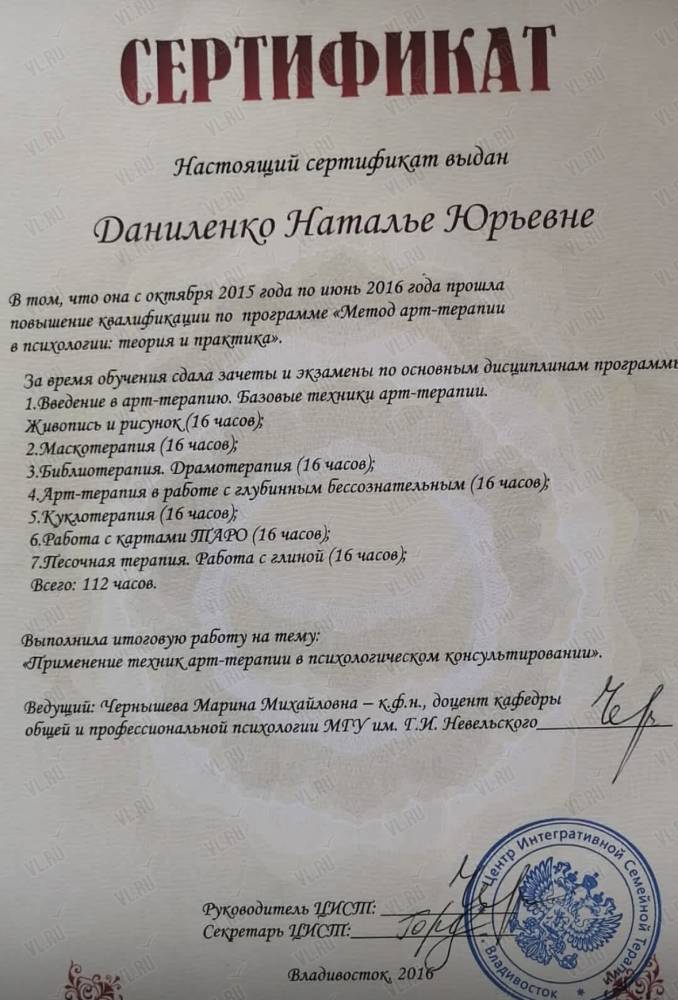 СЕРТИФИКАТ
Настоящий сертификат выдан
Даниленко Наталье Юрьевне
В том, что она с октября 2015 года по июнь 2016 года прошла
повышение квалификации по программе «Метод арт-терапии
в психологии: теория и практика».
За время обучения сдала зачеты и экзамены по основным дисциплинам программы
1.Введение в арт-терапию. Базовые техники арт-терапии.
Живопись и рисунок (16 часов);
2.Маскотерапия (16 часов);
3.Библиотерапия. Драмотерапия (16 часов);
4.Арт-терапия в работе с глубинным бессознательным (16 часов);
5.Куклотерапия (16 часов);
6.Работа с картами ТАРО (16 часов);
7.Песочная терапия. Работа с глиной (16 часов);
Всего: 112 часов.
Выполнила итоговую работу на тему:
«Применение техник арт-терапии в психологическом консультировании».
Ведущий: Чернышева Марина Михайловна – к.ф.н., доцент кафедры
общей и профессиональной психологии МГУ им. Г.И. Невельского
Центр Интегративной Семейной Терапии
г. Владивосток
Руководитель ЦИСТ:
Секретарь ЦИСТ:
Владивосток, 2016
VL.RU